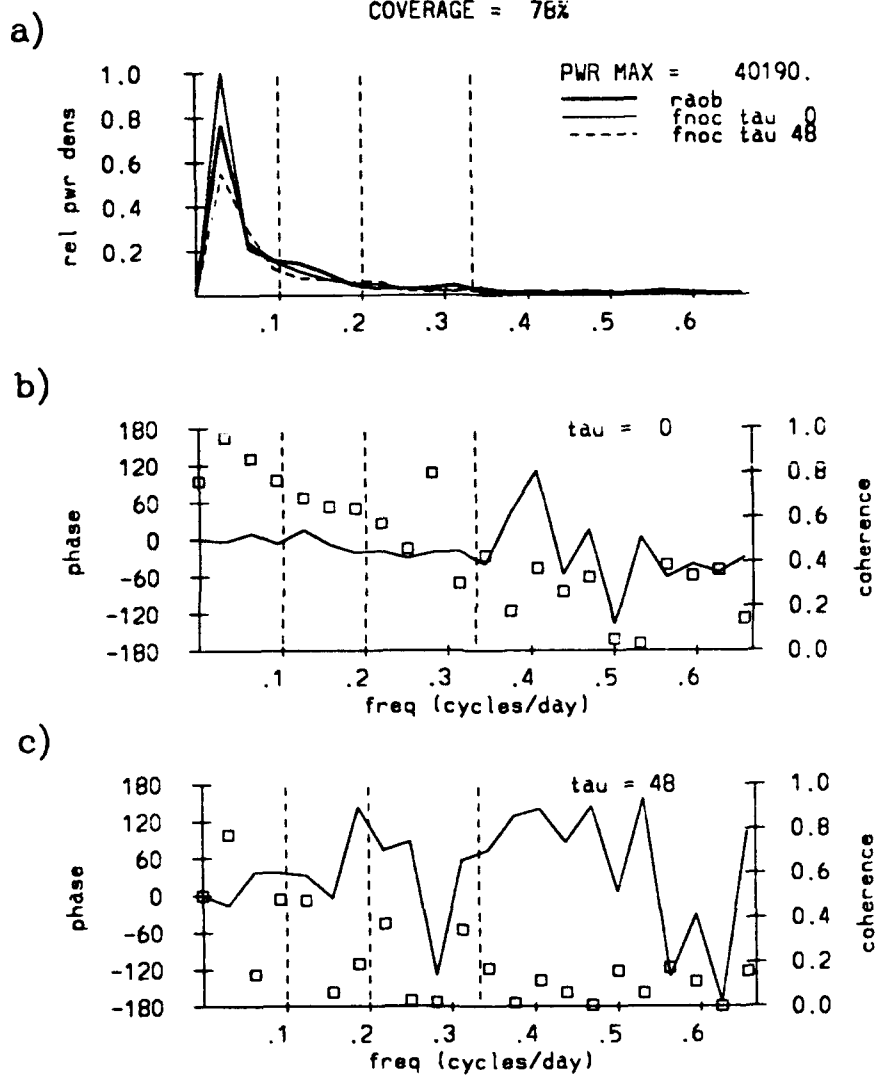 COVERAGE = 78%
a)
PWR MAX = 40190.
raob
fnoc tau 0
fnoc tau 48
rel pwr dens
1.0
0.8
0.6
0.4
0.2
.1 .2 .3 .4 .5 .6
b)
tau = 0
phase
180
120
60
0
-60
-120
-180
coherence
1.0
0.8
0.6
0.4
0.2
0.0
.1 .2 .3 .4 .5 .6
freq (cycles/day)
c)
tau = 48
phase
180
120
60
0
-60
-120
-180
coherence
1.0
0.8
0.6
0.4
0.2
0.0
.1 .2 .3 .4 .5 .6
freq (cycles/day)